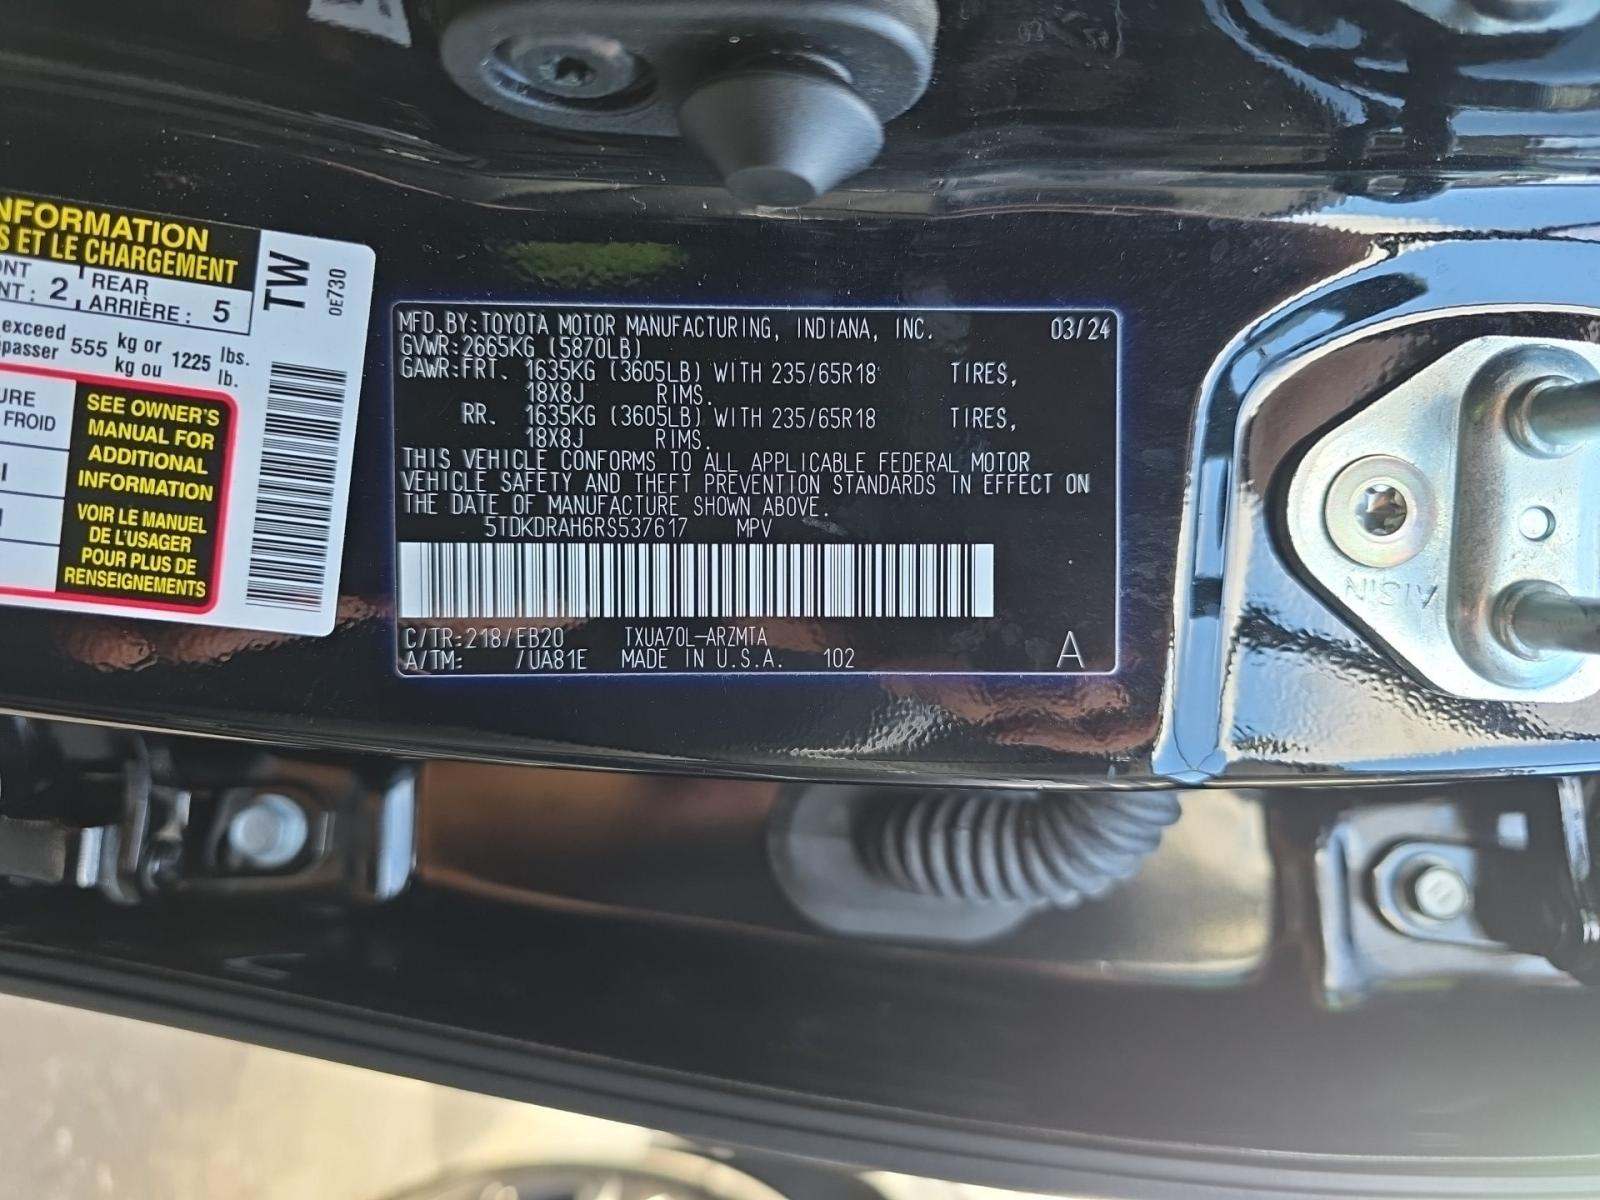 NFORMATION
S ET LE CHARGEMENT
ONT
NT : 2
REAR
ARRIÈRE : 5
exceed 555 kg or 1225 lbs.
passer kg ou lb.
URE
FROID
SEE OWNER'S
MANUAL FOR
ADDITIONAL
INFORMATION
VOIR LE MANUEL
DE L'USAGER
POUR PLUS DE
RENSEIGNEMENTS
TW
0E730
MFD.BY:TOYOTA MOTOR MANUFACTURING, INDIANA, INC. 03/24
GVWR:2665KG (5870LB)
GAWR:FRT. 1635KG (3605LB) WITH 235/65R18 TIRES,
18X8J RIMS.
RR. 1635KG (3605LB) WITH 235/65R18 TIRES,
18X8J RIMS.
THIS VEHICLE CONFORMS TO ALL APPLICABLE FEDERAL MOTOR
VEHICLE SAFETY AND THEFT PREVENTION STANDARDS IN EFFECT ON
THE DATE OF MANUFACTURE SHOWN ABOVE.
5TDKDRAH6RS537617 MPV
C/TR:218/EB20 TXUA70L-ARZMTA
A/TM: /UA81E MADE IN U.S.A. 102 A
AISIN